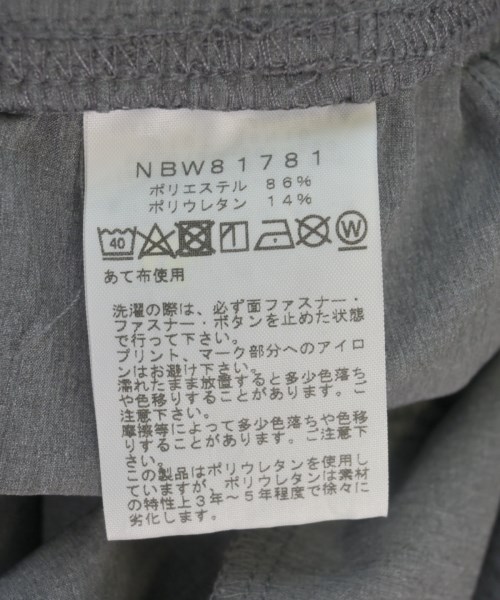 NBW81781
ポリエステル 86%
ポリウレタン 14%
40
W
あて布使用
洗濯の際は、必ず面ファスナー・
ファスナー・ボタンを止めた状態
で行って下さい。
プリント、マーク部分へのアイロ
ンはお避け下さい。
濡れたまま放置すると多少色落ち
や色移りすることがあります。ご
注意下さい。
摩擦等によって多少色落ちや色移
りすることがあります。ご注意下
さい。
この製品はポリウレタンを使用し
ていますが、ポリウレタンは素材
の特性上3年～5年程度で徐々に
劣化します。